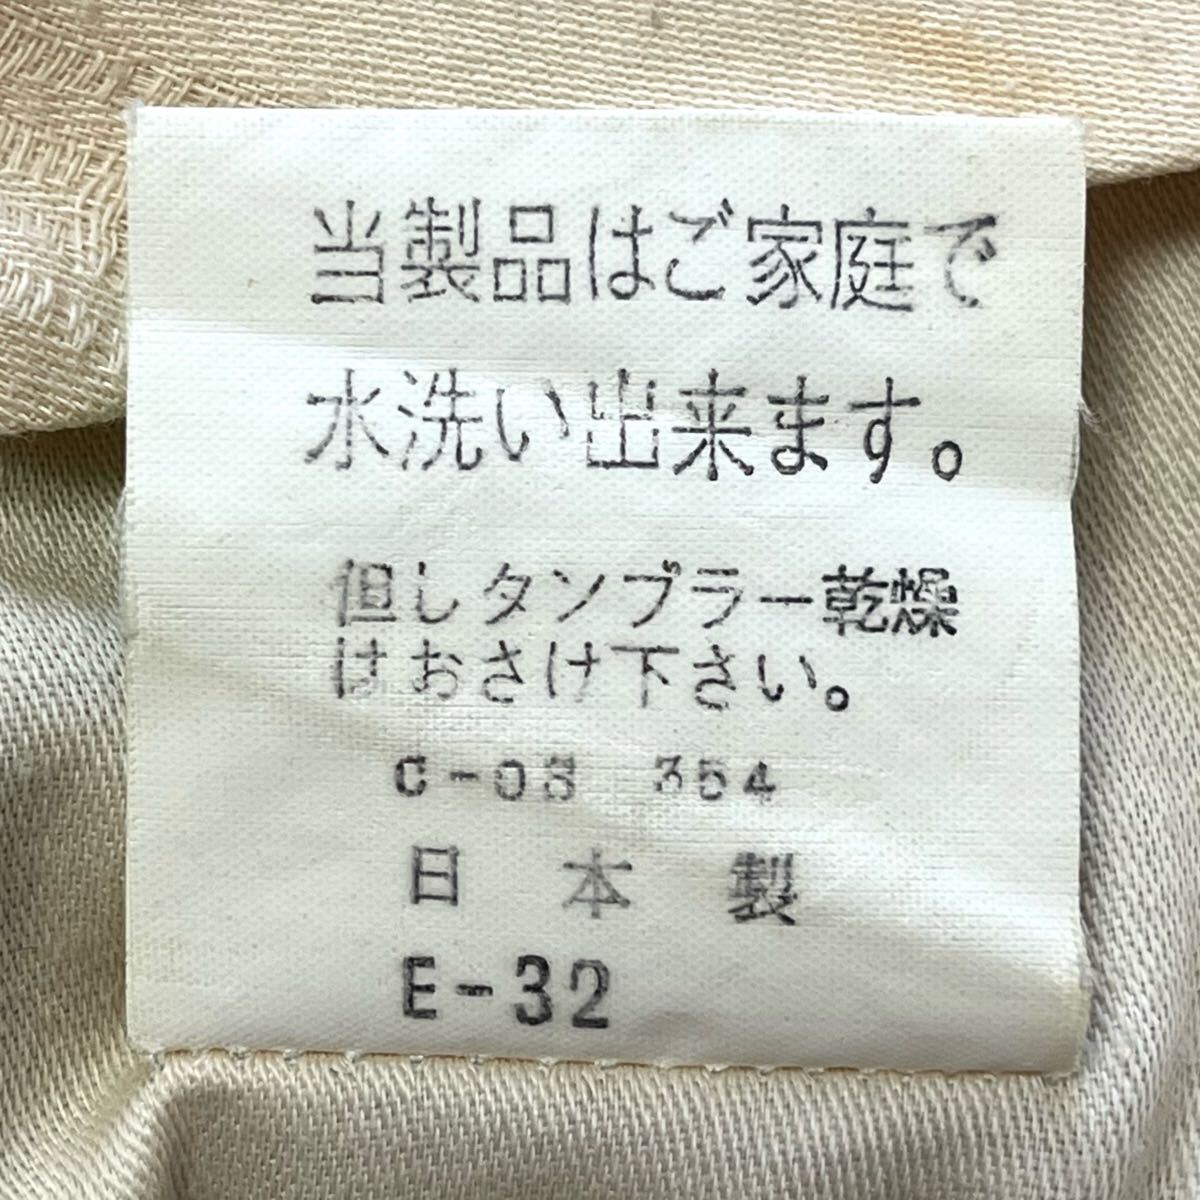 当製品はご家庭で
水洗い出来ます。
但しタンブラー乾燥
はおさけ下さい。
C-03 354
日本製
E-32